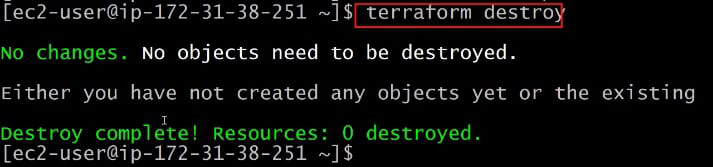 [ec2-user@ip-172-31-38-251 ~]$ terraform destroy
No changes. No objects need to be destroyed.
Either you have not created any objects yet or the existing
Destroy complete! Resources: 0 destroyed.
[ec2-user@ip-172-31-38-251 ~]$